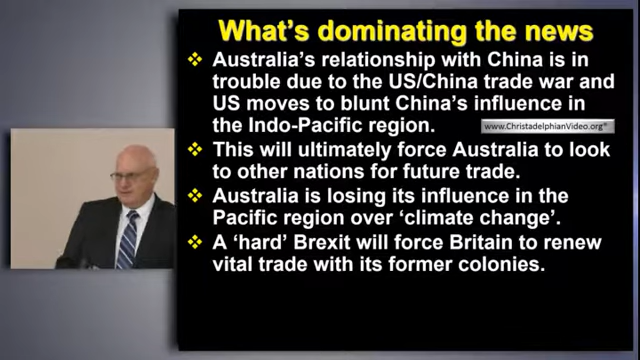 What's dominating the news
Australia's relationship with China is in
trouble due to the US/China trade war and
US moves to blunt China's influence in
the Indo-Pacific region.
www.ChristadelphianVideo.org®
This will ultimately force Australia to look
to other nations for future trade.
Australia is losing its influence in the
Pacific region over 'climate change'.
A 'hard' Brexit will force Britain to renew
vital trade with its former colonies.